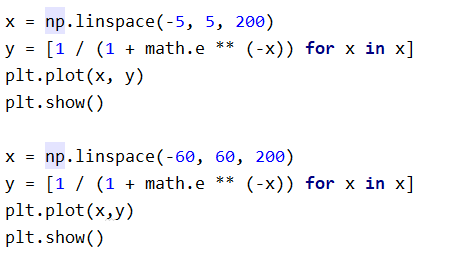 x = np.linspace(-5, 5, 200)
y = [1 / (1 + math.e ** (-x)) for x in x]
plt.plot(x, y)
plt.show()
x = np.linspace(-60, 60, 200)
y = [1 / (1 + math.e ** (-x)) for x in x]
plt.plot(x,y)
plt.show()